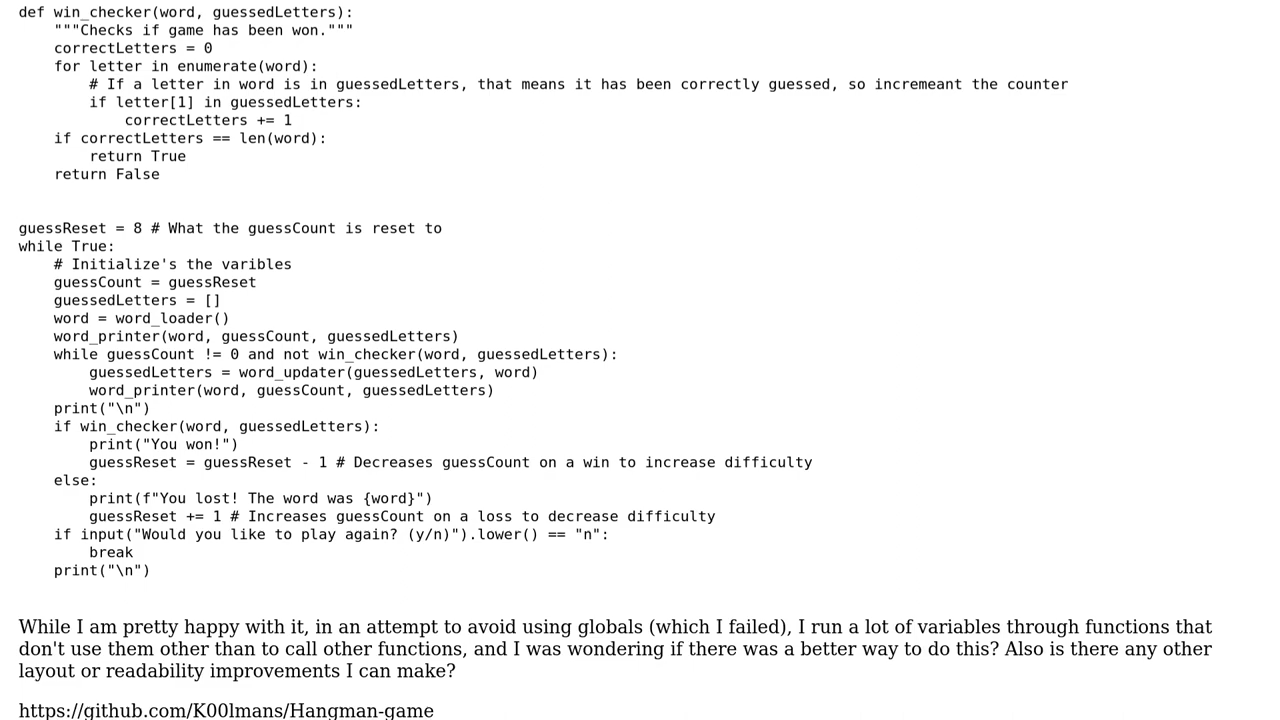 def win_checker(word, guessedLetters):
    """Checks if game has been won."""
    correctLetters = 0
    for letter in enumerate(word):
        # If a letter in word is in guessedLetters, that means it has been correctly guessed, so incremeant the counter
        if letter[1] in guessedLetters:
            correctLetters += 1
    if correctLetters == len(word):
        return True
    return False
guessReset = 8 # What the guessCount is reset to
while True:
    # Initialize's the varibles
    guessCount = guessReset
    guessedLetters = []
    word = word_loader()
    word_printer(word, guessCount, guessedLetters)
    while guessCount != 0 and not win_checker(word, guessedLetters):
        guessedLetters = word_updater(guessedLetters, word)
        word_printer(word, guessCount, guessedLetters)
    print("\n")
    if win_checker(word, guessedLetters):
        print("You won!")
        guessReset = guessReset - 1 # Decreases guessCount on a win to increase difficulty
    else:
        print(f"You lost! The word was {word}")
        guessReset += 1 # Increases guessCount on a loss to decrease difficulty
    if input("Would you like to play again? (y/n)").lower() == "n":
        break
    print("\n")
While I am pretty happy with it, in an attempt to avoid using globals (which I failed), I run a lot of variables through functions that
don't use them other than to call other functions, and I was wondering if there was a better way to do this? Also is there any other
layout or readability improvements I can make?
https://github.com/K00lmans/Hangman-game